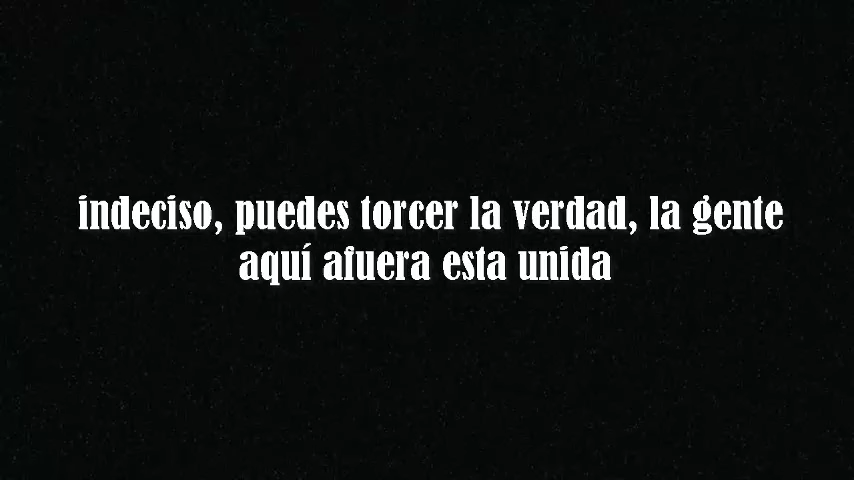 indeciso, puedes torcer la verdad, la gente
aquí afuera esta unida